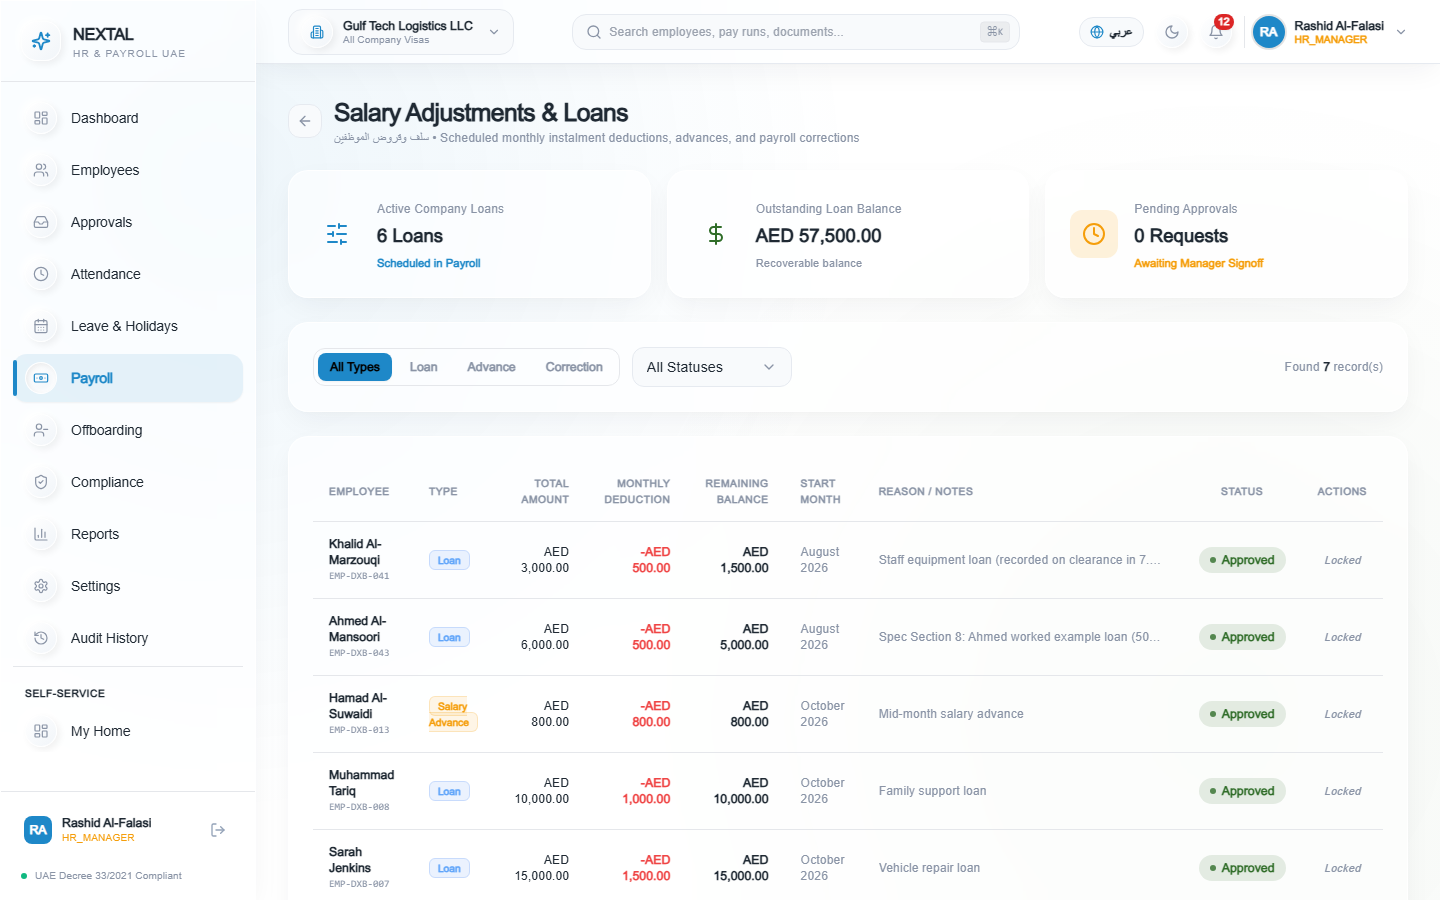 NEXTAL
HR & PAYROLL UAE
Gulf Tech Logistics LLC
All Company Visas
Search employees, pay runs, documents...
⌘K
عربي
12
RA
Rashid Al-Falasi
HR_MANAGER
Dashboard
Employees
Approvals
Attendance
Leave & Holidays
Payroll
Offboarding
Compliance
Reports
Settings
Audit History
SELF-SERVICE
My Home
RA
Rashid Al-Falasi
HR_MANAGER
UAE Decree 33/2021 Compliant
Salary Adjustments & Loans
سلف وقروض الموظفين • Scheduled monthly instalment deductions, advances, and payroll corrections
Active Company Loans
6 Loans
Scheduled in Payroll
Outstanding Loan Balance
AED 57,500.00
Recoverable balance
Pending Approvals
0 Requests
Awaiting Manager Signoff
All Types Loan Advance Correction
All Statuses
Found 7 record(s)
EMPLOYEE TYPE TOTAL AMOUNT MONTHLY DEDUCTION REMAINING BALANCE START MONTH REASON / NOTES STATUS ACTIONS
Khalid Al-Marzouqi EMP-DXB-041 Loan AED 3,000.00 -AED 500.00 AED 1,500.00 August 2026 Staff equipment loan (recorded on clearance in 7.... Approved Locked
Ahmed Al-Mansoori EMP-DXB-043 Loan AED 6,000.00 -AED 500.00 AED 5,000.00 August 2026 Spec Section 8: Ahmed worked example loan (50... Approved Locked
Hamad Al-Suwaidi EMP-DXB-013 Salary Advance AED 800.00 -AED 800.00 AED 800.00 October 2026 Mid-month salary advance Approved Locked
Muhammad Tariq EMP-DXB-008 Loan AED 10,000.00 -AED 1,000.00 AED 10,000.00 October 2026 Family support loan Approved Locked
Sarah Jenkins EMP-DXB-007 Loan AED 15,000.00 -AED 1,500.00 AED 15,000.00 October 2026 Vehicle repair loan Approved Locked